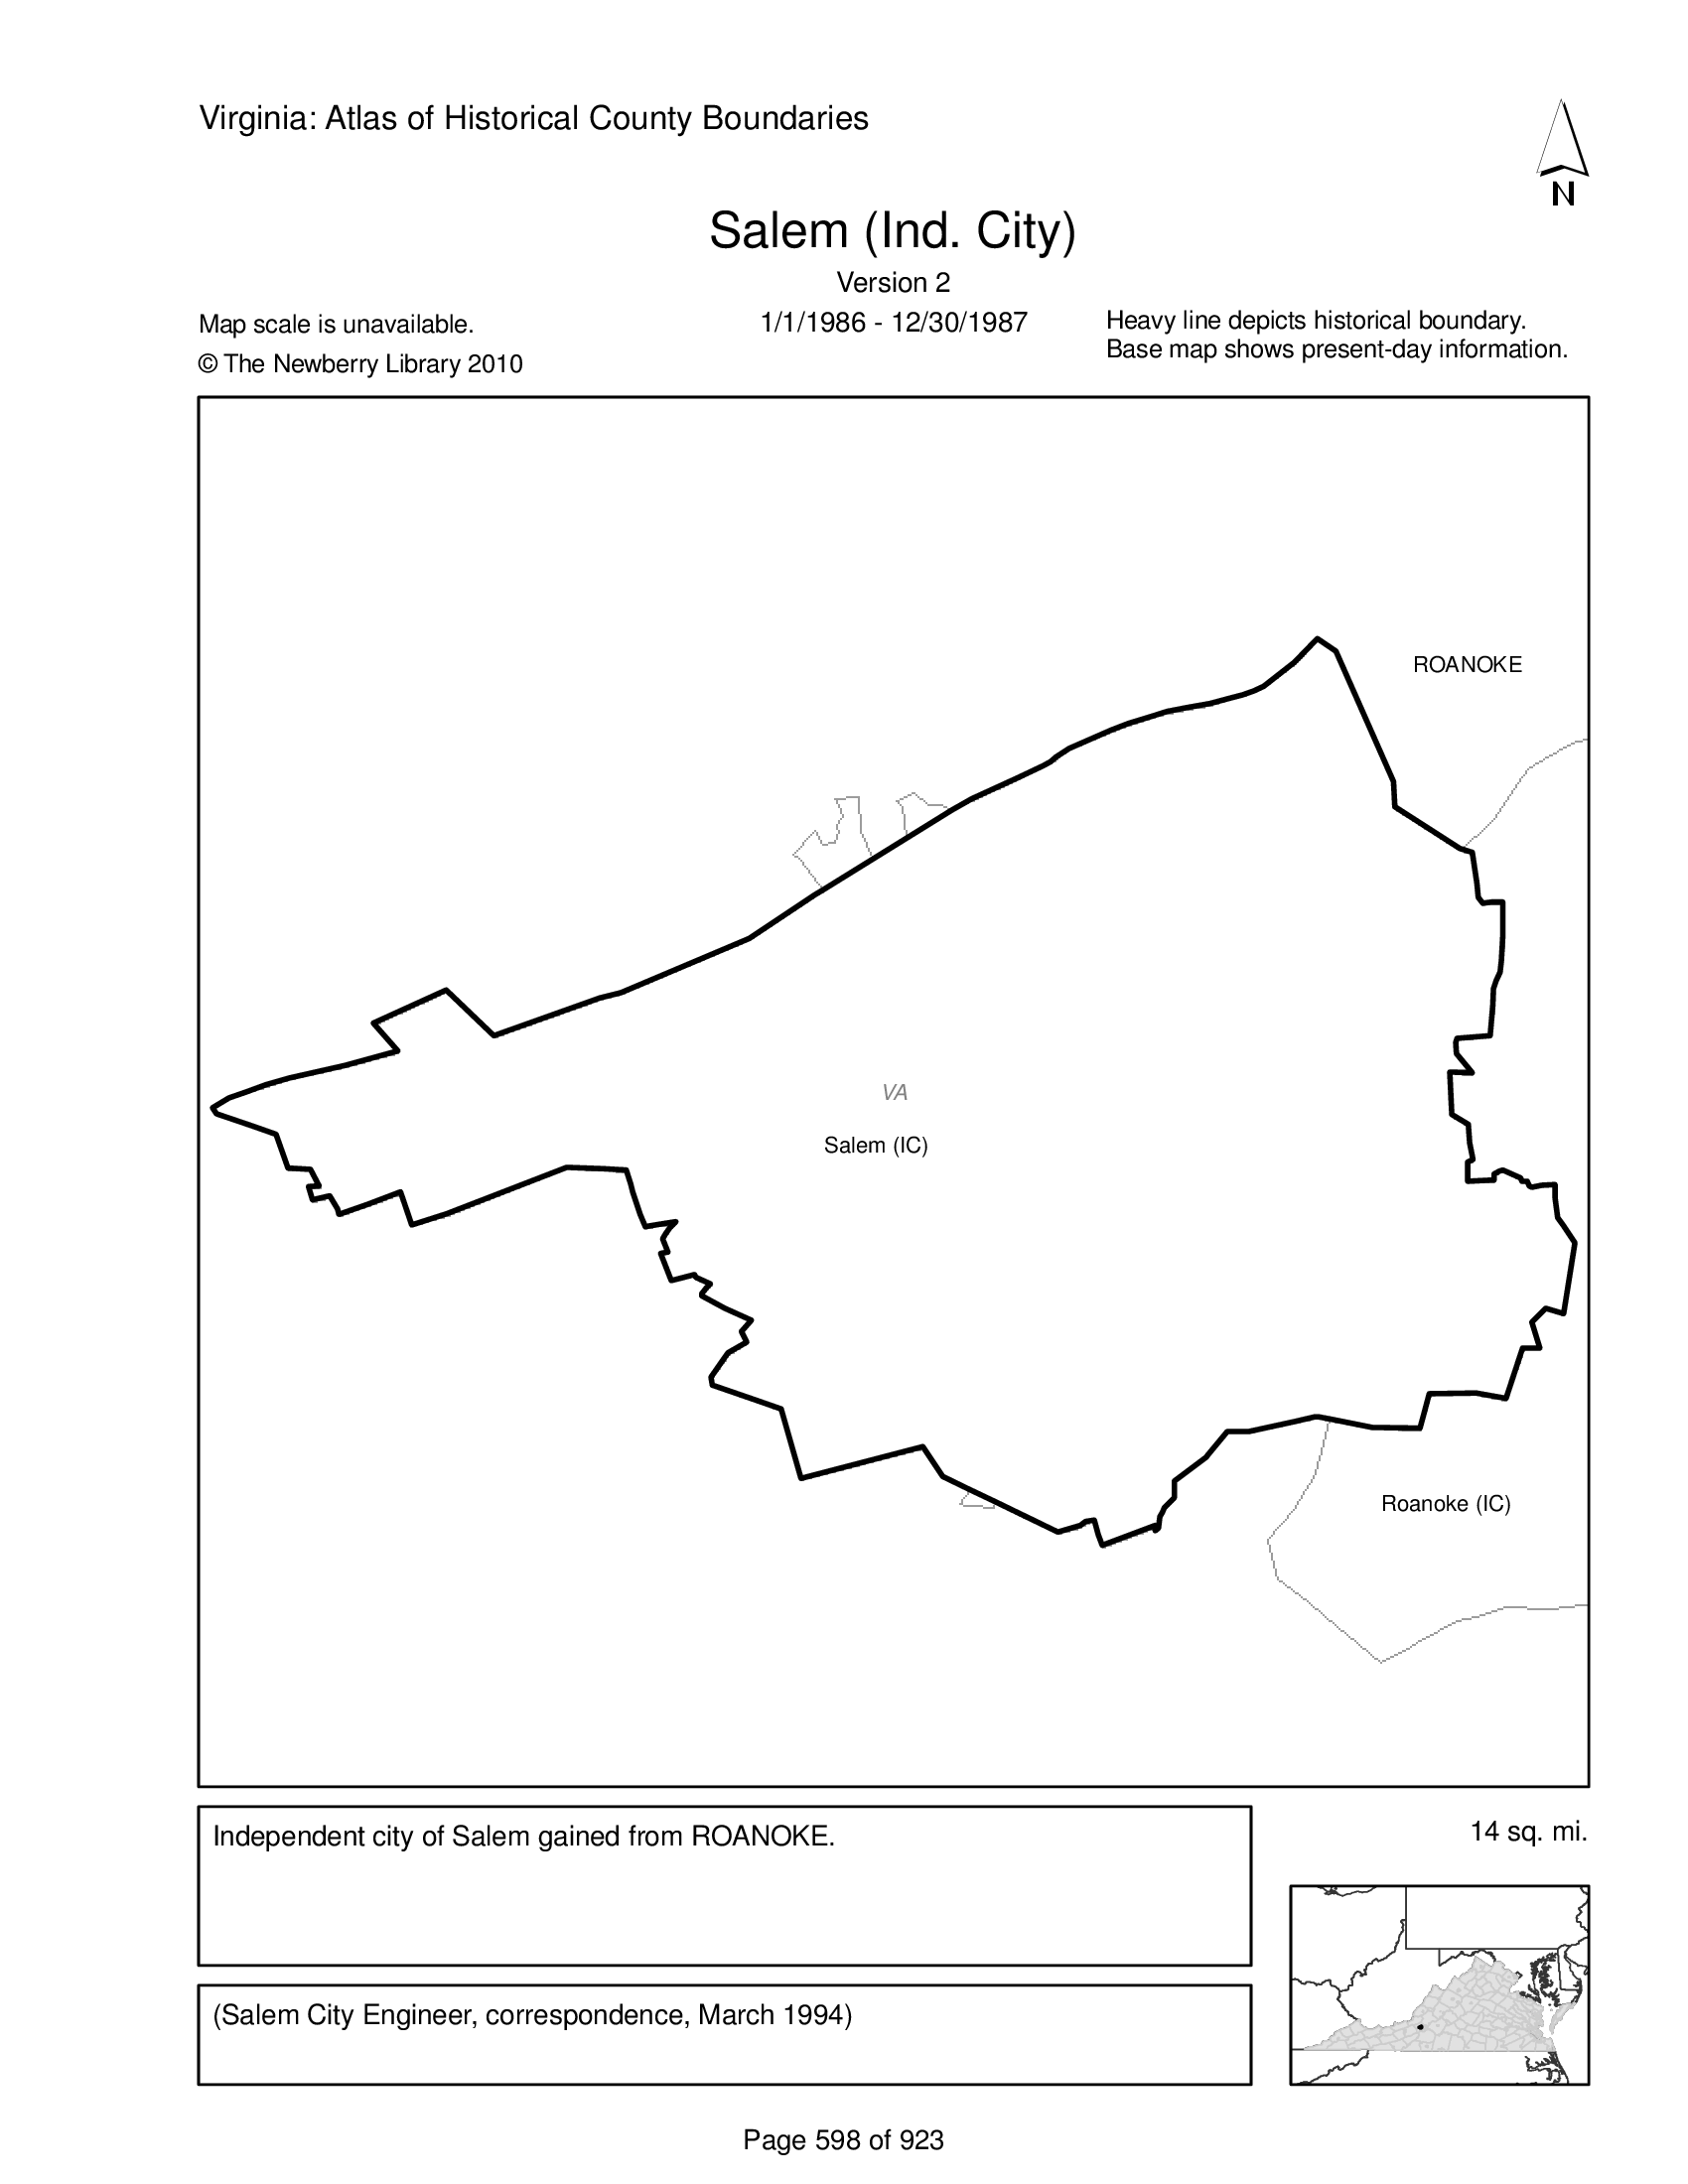 Virginia: Atlas of Historical County Boundaries
N
Salem (Ind. City)
Version 2
Map scale is unavailable.
1/1/1986 - 12/30/1987
Heavy line depicts historical boundary.
Base map shows present-day information.
© The Newberry Library 2010
ROANOKE
VA
Salem (IC)
Roanoke (IC)
Independent city of Salem gained from ROANOKE.
14 sq. mi.
(Salem City Engineer, correspondence, March 1994)
Page 598 of 923